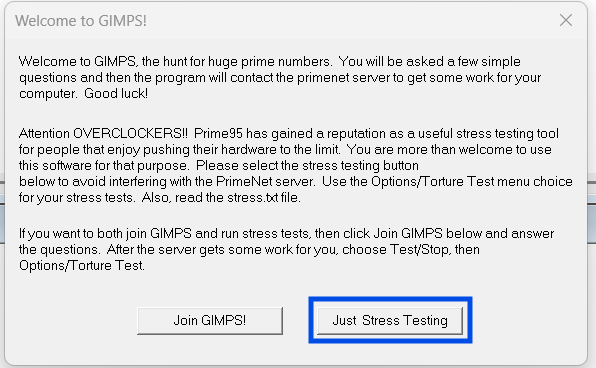 Welcome to GIMPS!
Welcome to GIMPS, the hunt for huge prime numbers.  You will be asked a few simple
questions and then the program will contact the primenet server to get some work for your
computer.  Good luck!
Attention OVERCLOCKERS!!  Prime95 has gained a reputation as a useful stress testing tool
for people that enjoy pushing their hardware to the limit.  You are more than welcome to use
this software for that purpose.  Please select the stress testing button
below to avoid interfering with the PrimeNet server.  Use the Options/Torture Test menu choice
for your stress tests.  Also, read the stress.txt file.
If you want to both join GIMPS and run stress tests, then click Join GIMPS below and answer
the questions.  After the server gets some work for you, choose Test/Stop, then
Options/Torture Test.
Join GIMPS!
Just  Stress Testing